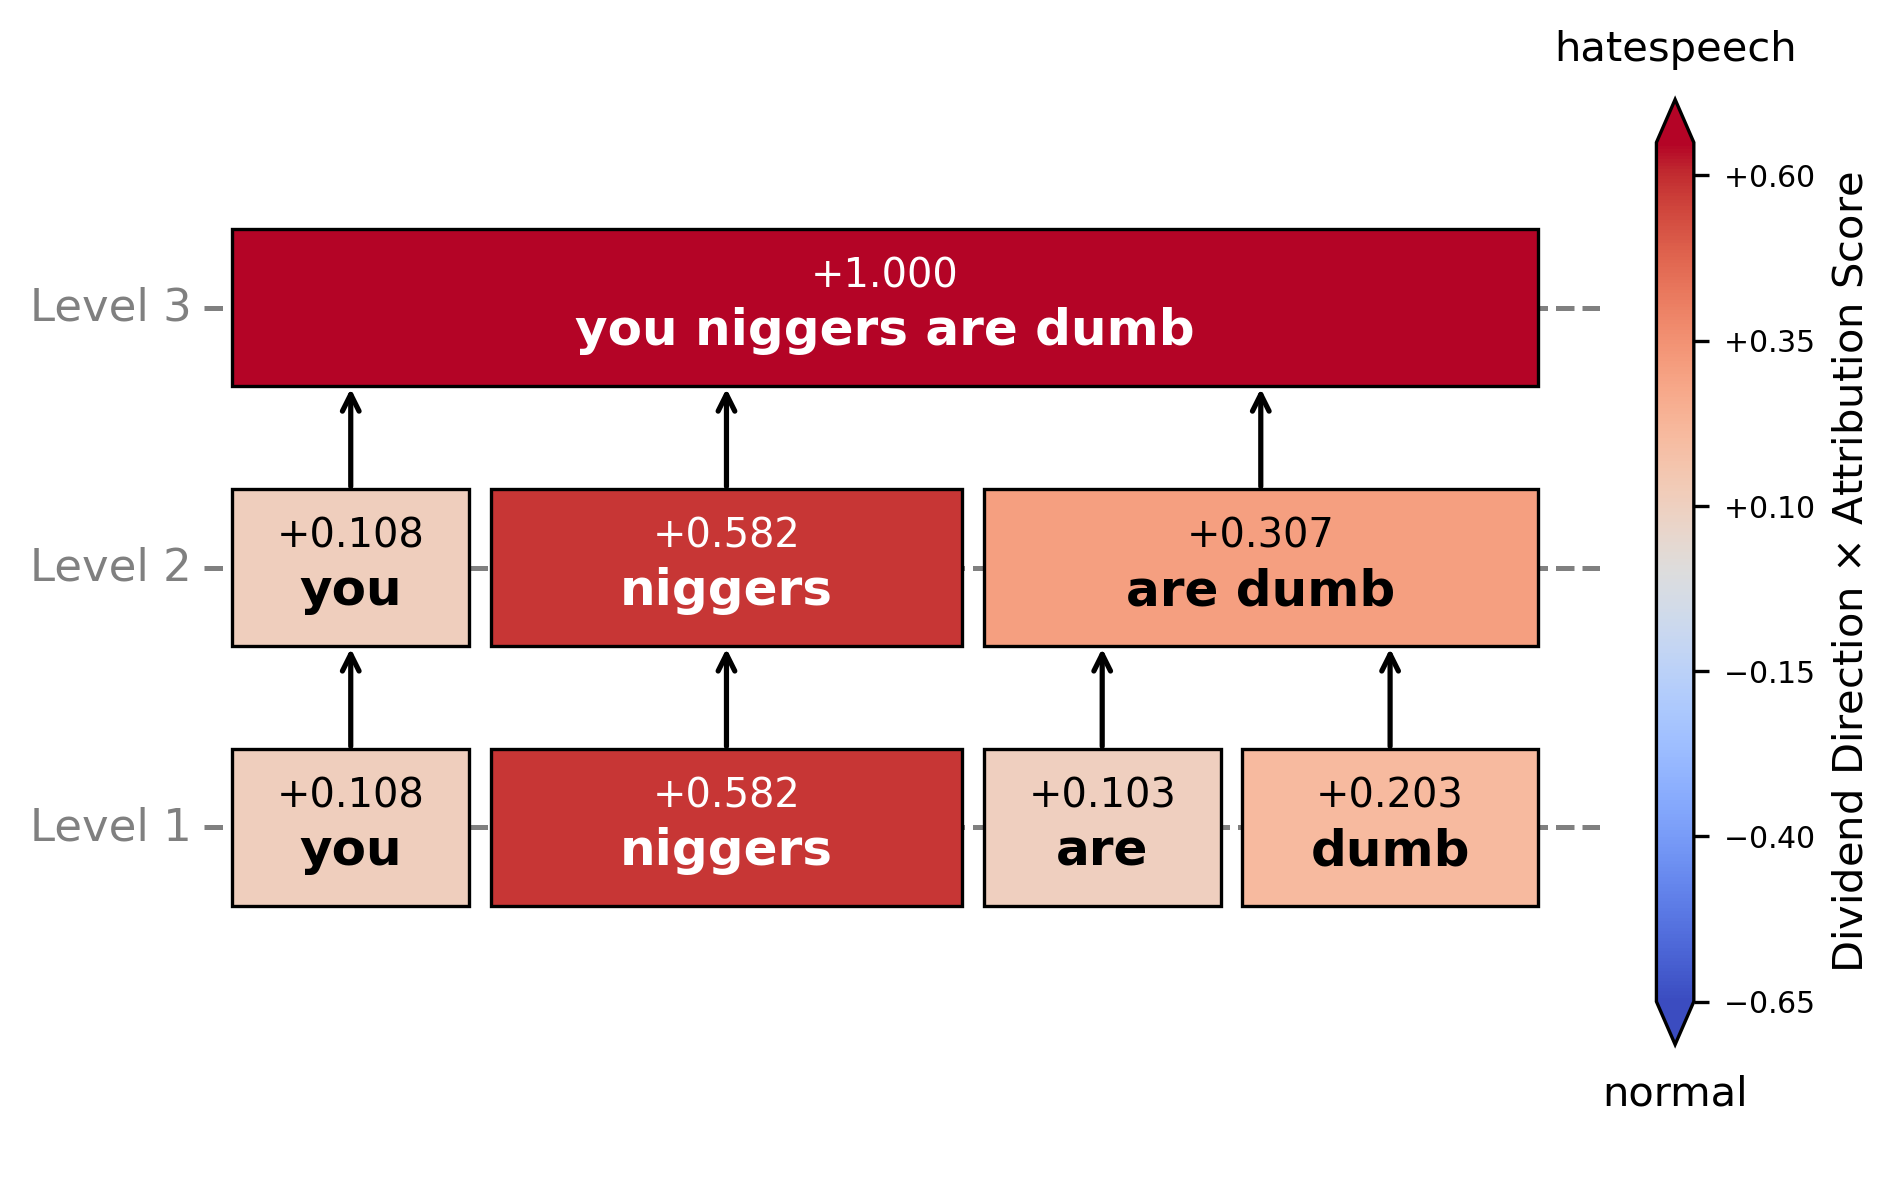 hatespeech
Level 3
+1.000
you niggers are dumb
Level 2
+0.108
you
+0.582
niggers
+0.307
are dumb
Level 1
+0.108
you
+0.582
niggers
+0.103
are
+0.203
dumb
+0.60
+0.35
+0.10
−0.15
−0.40
−0.65
Dividend Direction × Attribution Score
normal